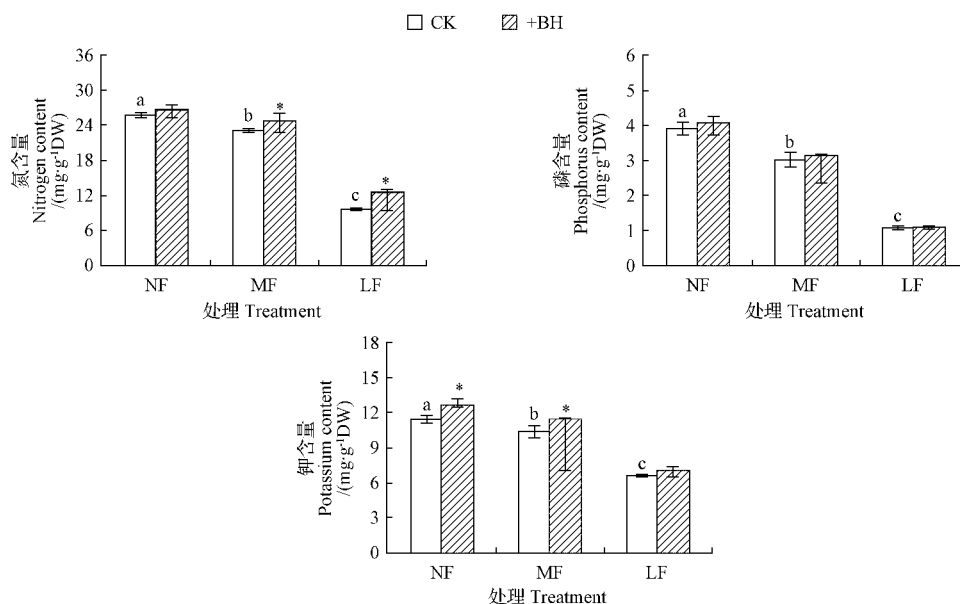 CK +BH
36
30
24
18
12
6
0
氮含量
Nitrogen content
/(mg·g⁻¹DW)
a
b
*
c
*
NF MF LF
处理 Treatment
6
5
4
3
2
1
0
磷含量
Phosphorus content
/(mg·g⁻¹DW)
a
b
c
NF MF LF
处理 Treatment
18
15
12
9
6
3
0
钾含量
Potassium content
/(mg·g⁻¹DW)
a
*
b
*
c
NF MF LF
处理 Treatment